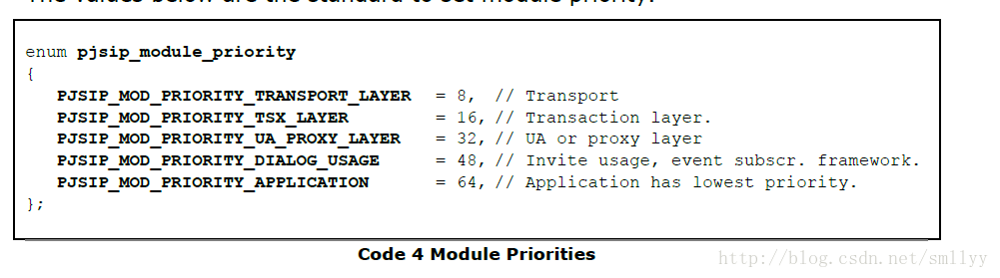 The values below are the standard to set module priority.
enum pjsip_module_priority
{
PJSIP_MOD_PRIORITY_TRANSPORT_LAYER = 8, // Transport
PJSIP_MOD_PRIORITY_TSX_LAYER = 16, // Transaction layer.
PJSIP_MOD_PRIORITY_UA_PROXY_LAYER = 32, // UA or proxy layer
PJSIP_MOD_PRIORITY_DIALOG_USAGE = 48, // Invite usage, event subscr. framework.
PJSIP_MOD_PRIORITY_APPLICATION = 64, // Application has lowest priority.
};
Code 4 Module Priorities
http://blog.csdn.net/smllyy